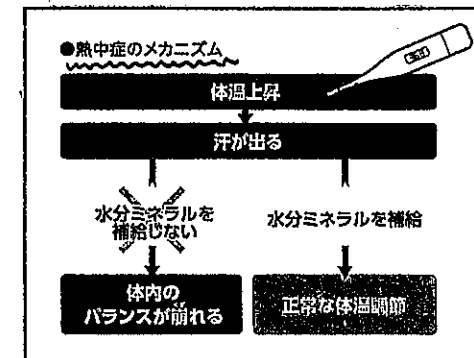 ●熱中症のメカニズム
体温上昇
汗が出る
水分ミネラルを
補給しない
水分ミネラルを補給
体内の
バランスが崩れる
正常な体温調節